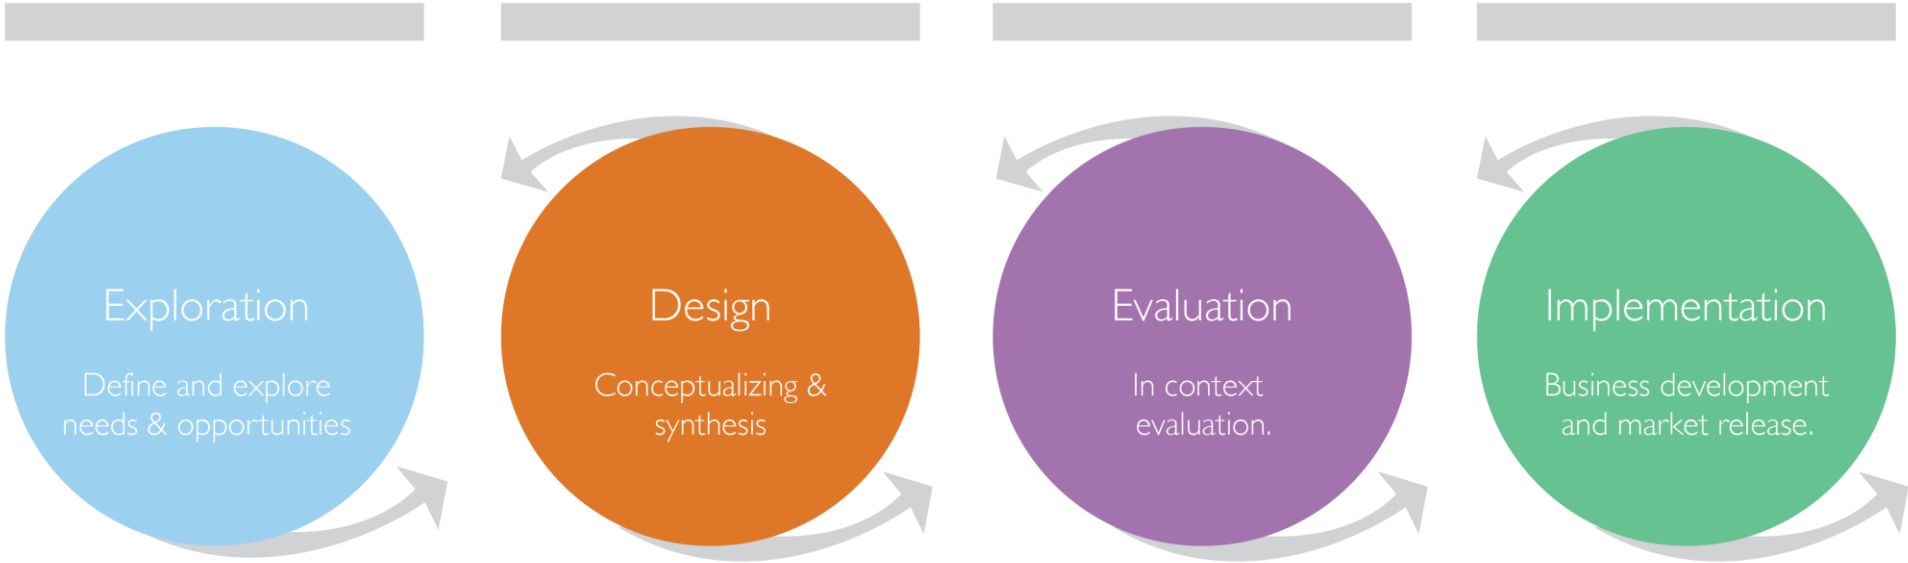 Exploration
Define and explore
needs & opportunities
Design
Conceptualizing &
synthesis
Evaluation
In context
evaluation.
Implementation
Business development
and market release.